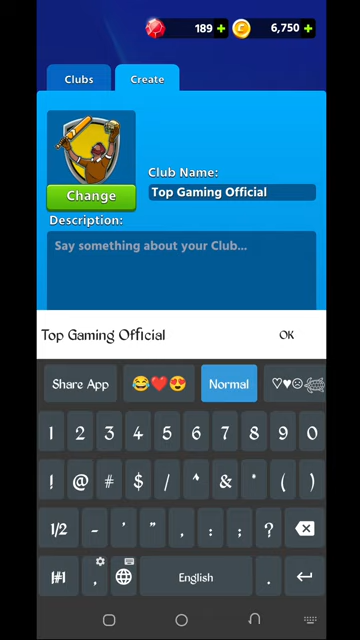 189 +
6,750 +
Clubs
Create
Club Name:
Top Gaming Official
Change
Description:
Say something about your Club...
Top Gaming Official
OK
Share App
Normal
1 2 3 4 5 6 7 8 9 0
! @ # $ / ^ & * ( )
1/2 - ' " , : ; ?
!#1 , English .